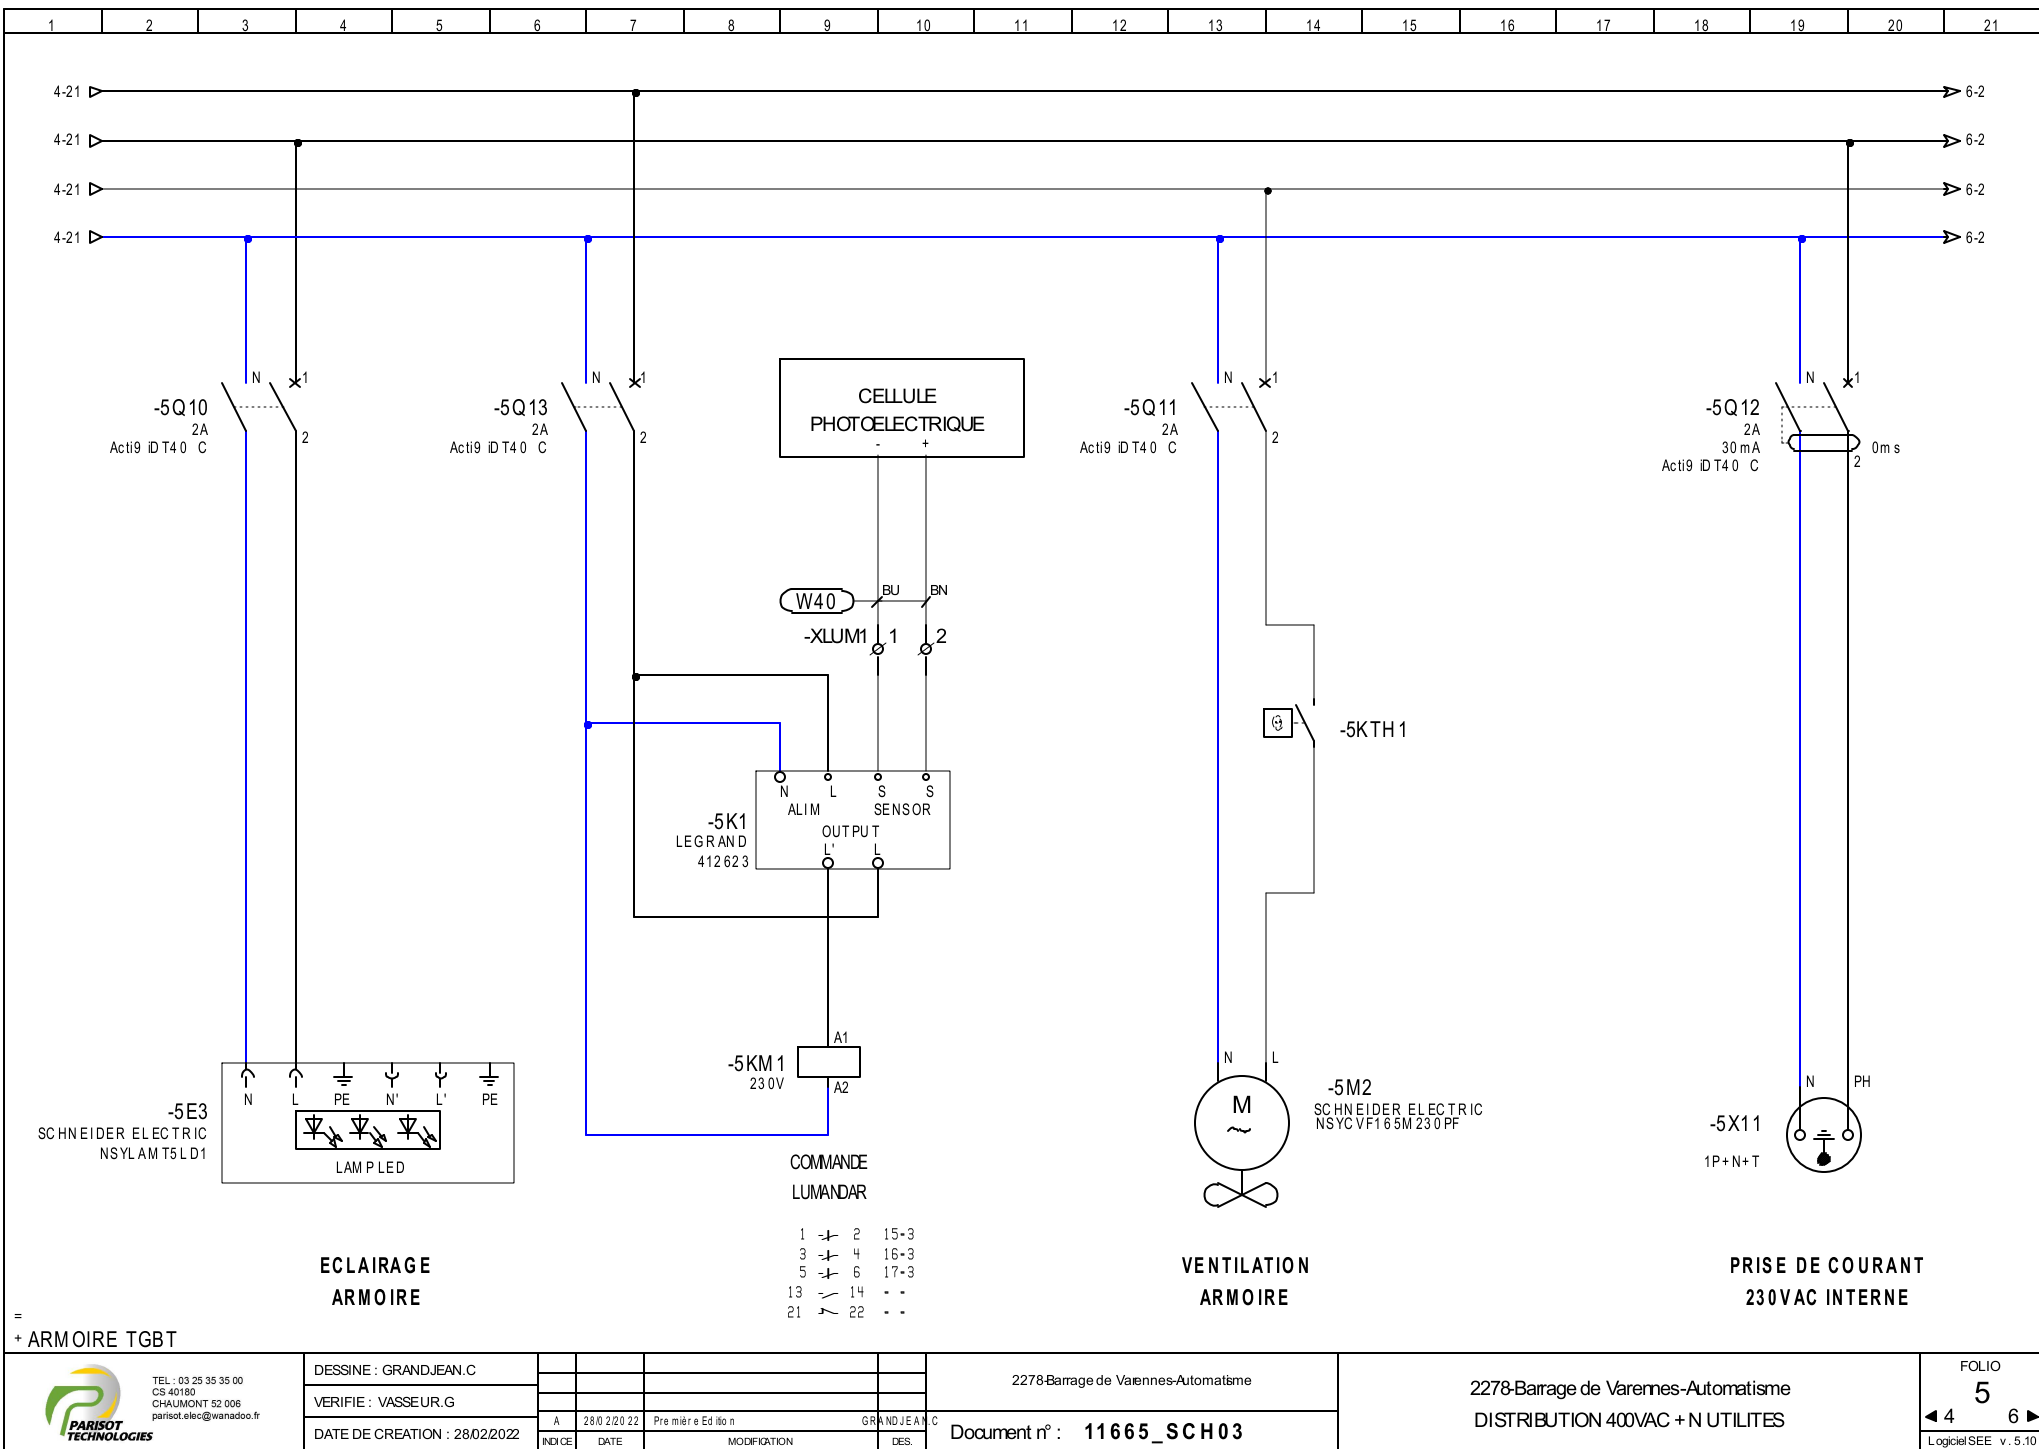 1 2 3 4 5 6 7 8 9 10 11 12 13 14 15 16 17 18 19 20 21
4-21 6-2
4-21 6-2
4-21 6-2
4-21 6-2
N 1
-5Q10
2A
Acti9 iDT40 C
2
N 1
-5Q13
2A
Acti9 iDT40 C
2
CELLULE
PHOTOELECTRIQUE
- +
N 1
-5Q11
2A
Acti9 iDT40 C
2
N 1
-5Q12
2A
30mA
Acti9 iDT40 C
0ms
2
W40 BU BN
-XLUM1 1 2
-5KTH1
N L S S
ALIM SENSOR
OUTPUT
L' L
-5K1
LEGRAND
412623
A1
-5KM1
230V
A2
N L PE N' L' PE
-5E3
SCHNEIDER ELECTRIC
NSYLAMT5LD1
LAMP LED
N L
M
-5M2
SCHNEIDER ELECTRIC
NSYCVF165M230PF
N PH
-5X11
1P+N+T
COMMANDE
LUMANDAR
1 2 15-3
3 4 16-3
5 6 17-3
13 14 - -
21 22 - -
ECLAIRAGE
ARMOIRE
VENTILATION
ARMOIRE
PRISE DE COURANT
230VAC INTERNE
=
+ ARMOIRE TGBT
PARISOT
TECHNOLOGIES
TEL : 03 25 35 35 00
CS 40180
CHAUMONT 52 006
parisot.elec@wanadoo.fr
DESSINE : GRANDJEAN.C
VERIFIE : VASSEUR.G
DATE DE CREATION : 28/02/2022
A 28/02/2022 Première Edition GRANDJEAN.C
INDICE DATE MODIFICATION DES.
2278-Barrage de Varennes-Automatisme
Document n° : 11665_SCH03
2278-Barrage de Varennes-Automatisme
DISTRIBUTION 400VAC + N UTILITES
FOLIO
5
4 6
Logiciel SEE v.5.10